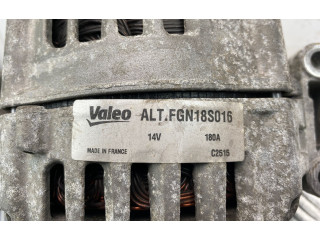 Valeo ALT.FGN18S016
14V 180A
MADE IN FRANCE C2515